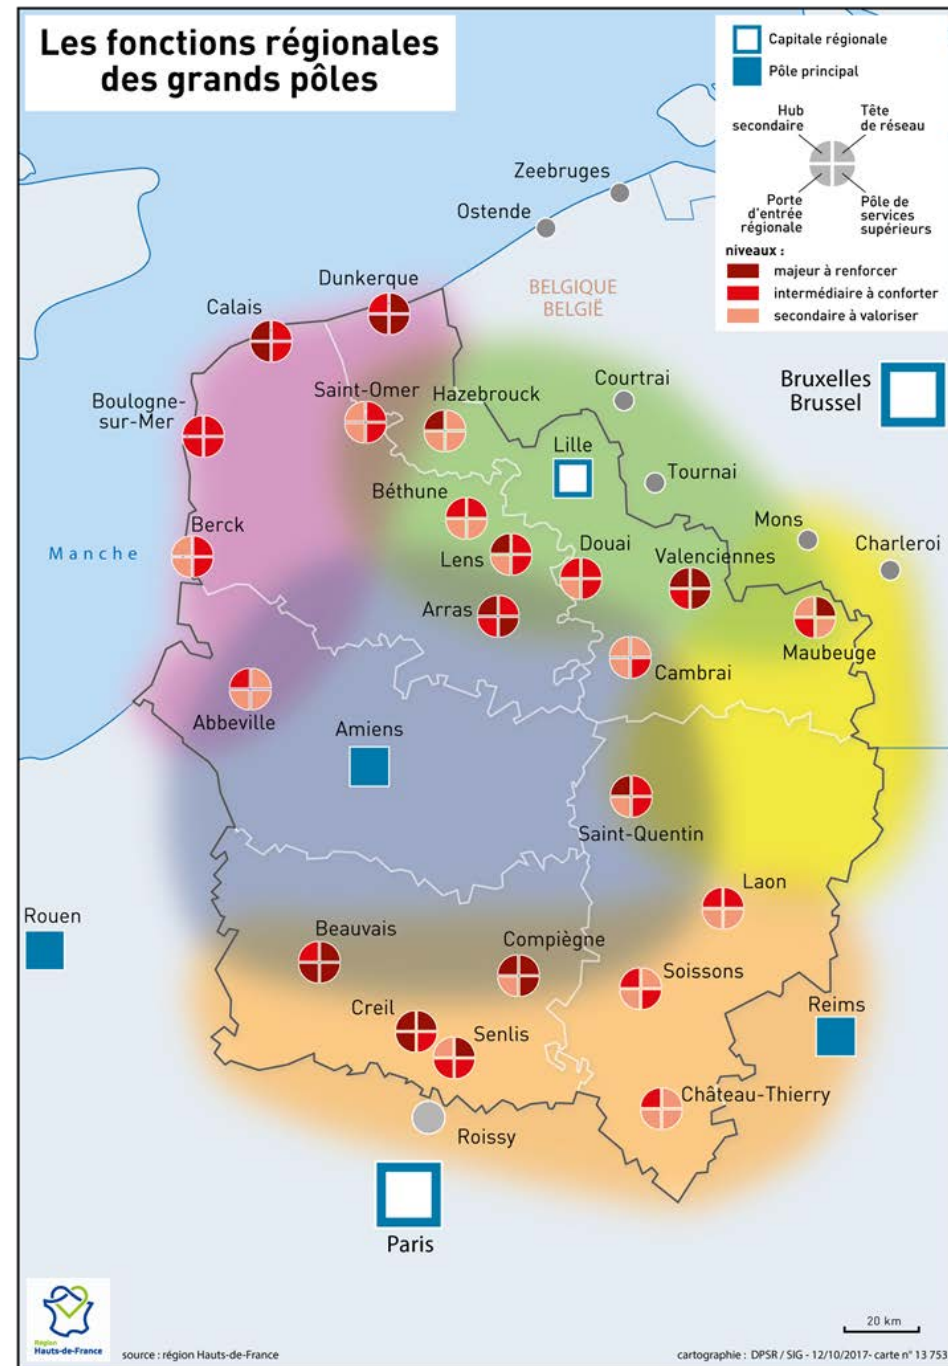 Les fonctions régionales
des grands pôles
Capitale régionale
Pôle principal
Hub
secondaire
Tête
de réseau
Porte
d'entrée
régionale
Pôle de
services
supérieurs
niveaux :
majeur à renforcer
intermédiaire à conforter
secondaire à valoriser
Zeebruges
Ostende
Dunkerque
BELGIQUE
BELGIË
Calais
Saint-Omer
Hazebrouck
Courtrai
Bruxelles
Brussel
Boulogne-
sur-Mer
Lille
Tournai
Béthune
Berck
Manche
Lens
Douai
Valenciennes
Mons
Charleroi
Arras
Cambrai
Maubeuge
Abbeville
Amiens
Saint-Quentin
Laon
Rouen
Beauvais
Compiègne
Soissons
Reims
Creil
Senlis
Château-Thierry
Roissy
Paris
Région
Hauts-de-France
source : région Hauts-de-France
20 km
cartographie : DPSR / SIG - 12/10/2017- carte n° 13 753